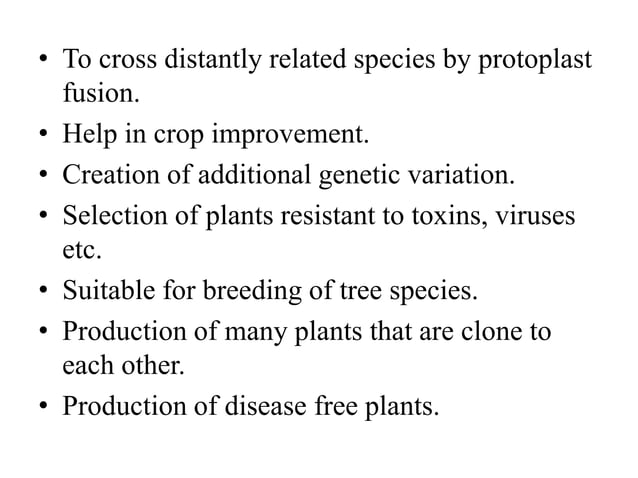 • To cross distantly related species by protoplast
fusion.
• Help in crop improvement.
• Creation of additional genetic variation.
• Selection of plants resistant to toxins, viruses
etc.
• Suitable for breeding of tree species.
• Production of many plants that are clone to
each other.
• Production of disease free plants.